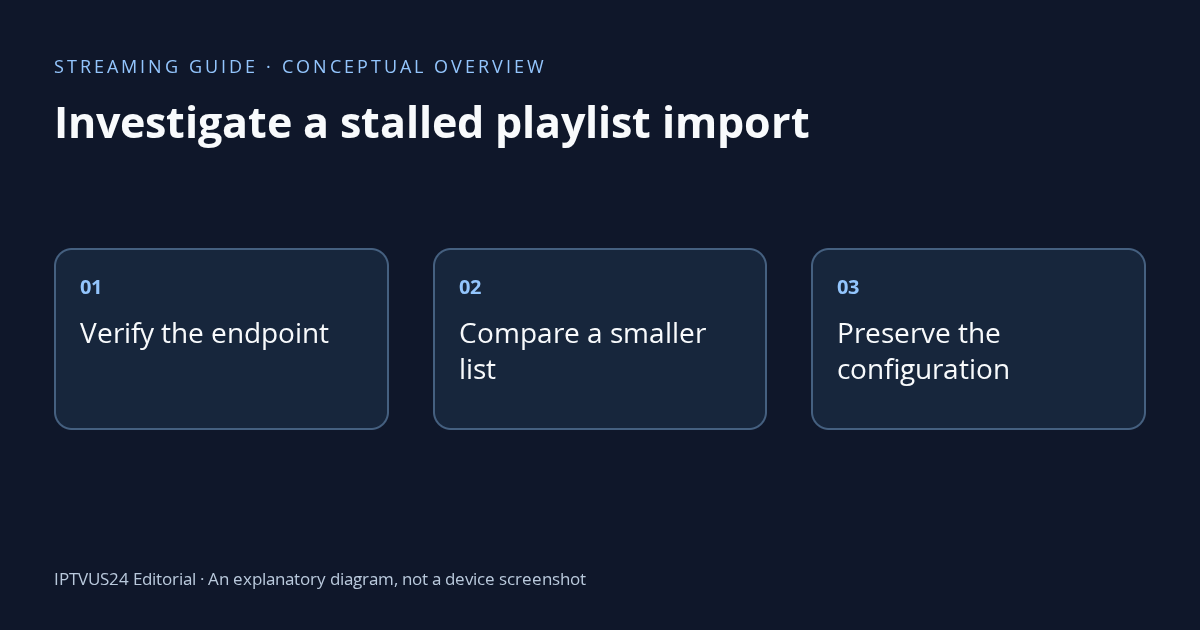 STREAMING GUIDE · CONCEPTUAL OVERVIEW
Investigate a stalled playlist import
01
Verify the endpoint
02
Compare a smaller
list
03
Preserve the
configuration
IPTVUS24 Editorial · An explanatory diagram, not a device screenshot